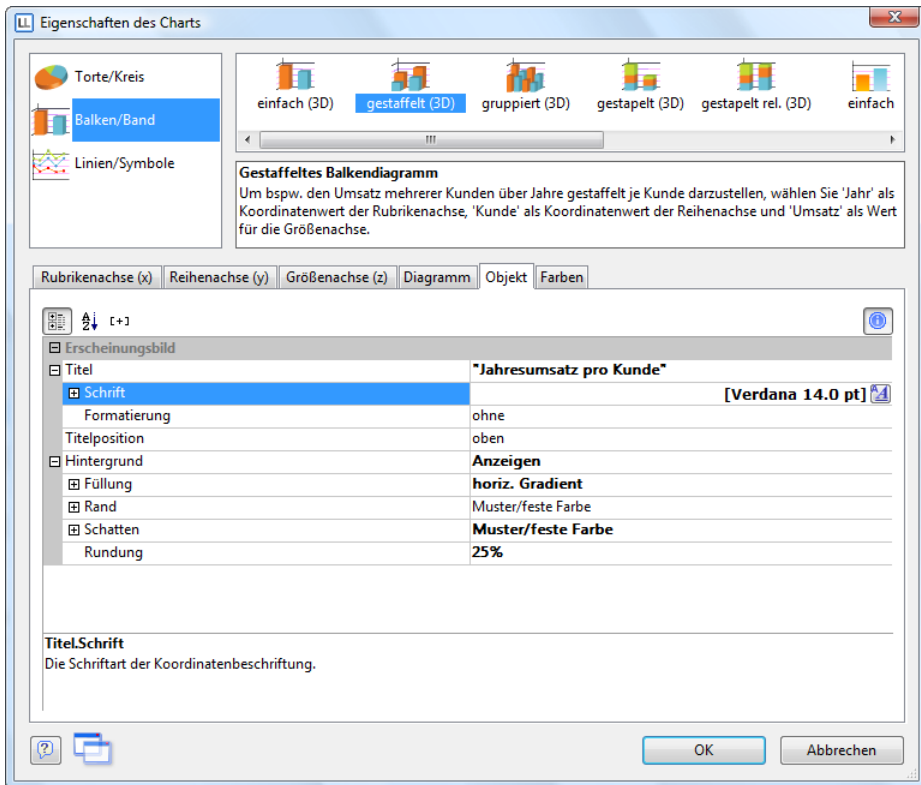 LL Eigenschaften des Charts
Torte/Kreis
Balken/Band
Linien/Symbole
einfach (3D) gestaffelt (3D) gruppiert (3D) gestapelt (3D) gestapelt rel. (3D) einfach
Gestaffeltes Balkendiagramm
Um bspw. den Umsatz mehrerer Kunden über Jahre gestaffelt je Kunde darzustellen, wählen Sie 'Jahr' als
Koordinatenwert der Rubrikenachse, 'Kunde' als Koordinatenwert der Reihenachse und 'Umsatz' als Wert
für die Größenachse.
Rubrikenachse (x) Reihenachse (y) Größenachse (z) Diagramm Objekt Farben
A Z [+]
Erscheinungsbild
Titel "Jahresumsatz pro Kunde"
Schrift [Verdana 14.0 pt]
Formatierung ohne
Titelposition oben
Hintergrund Anzeigen
Füllung horiz. Gradient
Rand Muster/feste Farbe
Schatten Muster/feste Farbe
Rundung 25%
Titel.Schrift
Die Schriftart der Koordinatenbeschriftung.
OK Abbrechen